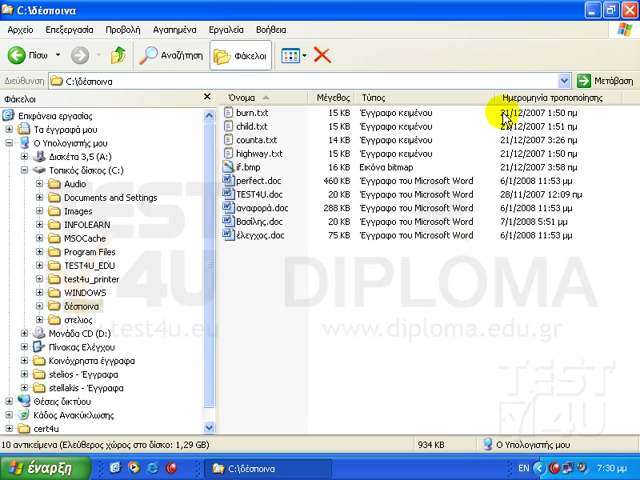 C:\δέσποινα
Αρχείο Επεξεργασία Προβολή Αγαπημένα Εργαλεία Βοήθεια
Πίσω Αναζήτηση Φάκελοι
Διεύθυνση C:\δέσποινα Μετάβαση
Φάκελοι
Επιφάνεια εργασίας
Τα έγγραφά μου
Ο Υπολογιστής μου
Δισκέτα 3,5 (A:)
Τοπικός δίσκος (C:)
Audio
Documents and Settings
Images
INFOLEARN
MSOCache
Program Files
TEST4U_EDU
test4u_printer
WINDOWS
δέσποινα
στελιος
Μονάδα CD (D:)
Πίνακας Ελέγχου
Κοινόχρηστα έγγραφα
stelios - Έγγραφα
stellakis - Έγγραφα
Θέσεις δικτύου
Κάδος Ανακύκλωσης
cert4u
Όνομα Μέγεθος Τύπος Ημερομηνία τροποποίησης
burn.txt 15 KB Έγγραφο κειμένου 21/12/2007 1:50 πμ
child.txt 15 KB Έγγραφο κειμένου 21/12/2007 1:51 πμ
counta.txt 14 KB Έγγραφο κειμένου 21/12/2007 3:26 πμ
highway.txt 15 KB Έγγραφο κειμένου 21/12/2007 1:50 πμ
if.bmp 16 KB Εικόνα bitmap 21/12/2007 3:58 πμ
perfect.doc 460 KB Έγγραφο του Microsoft Word 6/1/2008 11:53 μμ
TEST4U.doc 20 KB Έγγραφο του Microsoft Word 28/11/2007 12:09 πμ
αναφορά.doc 288 KB Έγγραφο του Microsoft Word 6/1/2008 11:53 μμ
Βασίλης.doc 20 KB Έγγραφο του Microsoft Word 7/1/2008 5:51 μμ
έλεγχος.doc 75 KB Έγγραφο του Microsoft Word 6/1/2008 11:53 μμ
TEST4U DIPLOMA
test4u.eu www.diploma.edu.gr
TEST
4U
10 αντικείμενα (Ελεύθερος χώρος στο δίσκο: 1,29 GB) 934 KB Ο Υπολογιστής μου
έναρξη C:\δέσποινα EN 7:30 μμ